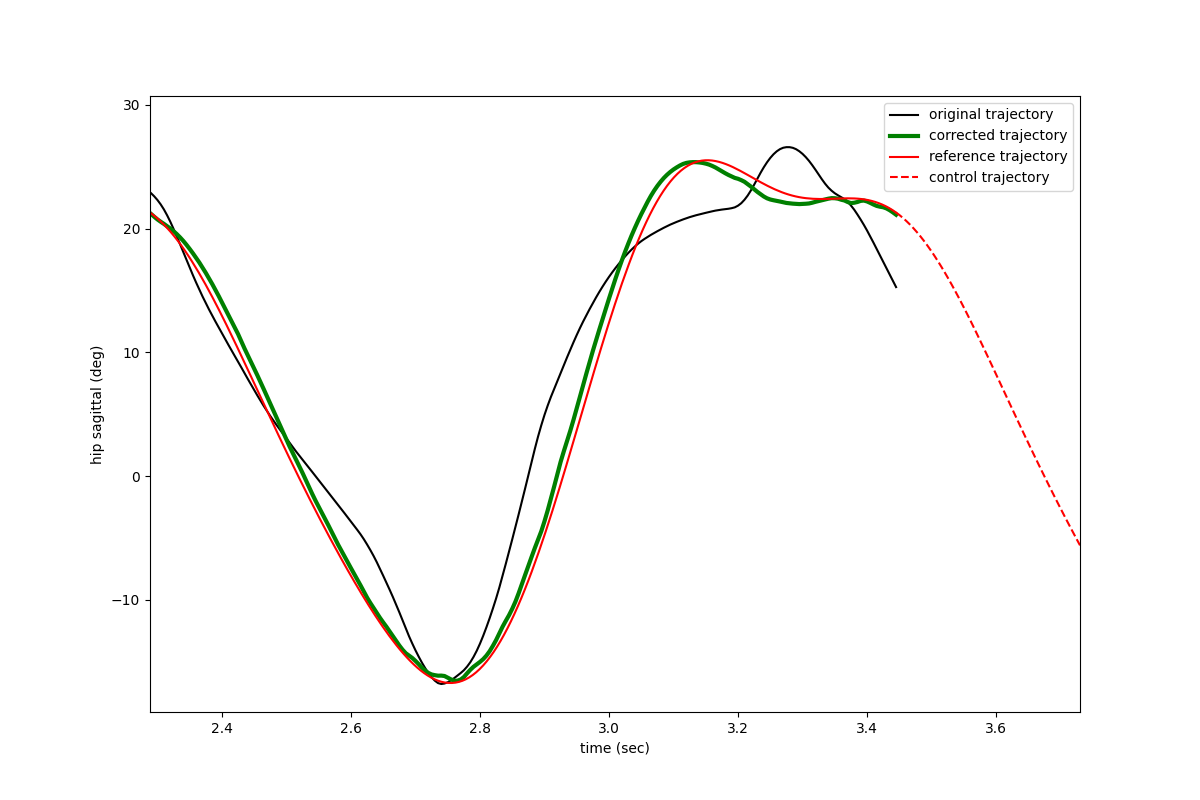 30
20
10
0
−10
hip sagittal (deg)
original trajectory
corrected trajectory
reference trajectory
control trajectory
2.4 2.6 2.8 3.0 3.2 3.4 3.6
time (sec)